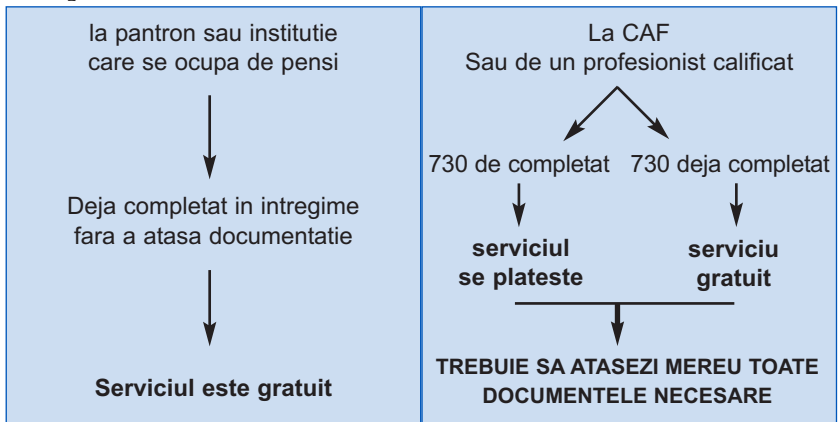 la pantron sau institutie
care se ocupa de pensi
Deja completat in intregime
fara a atasa documentatie
Serviciul este gratuit
La CAF
Sau de un profesionist calificat
730 de completat
730 deja completat
serviciul
se plateste
serviciu
gratuit
TREBUIE SA ATASEZI MEREU TOATE
DOCUMENTELE NECESARE